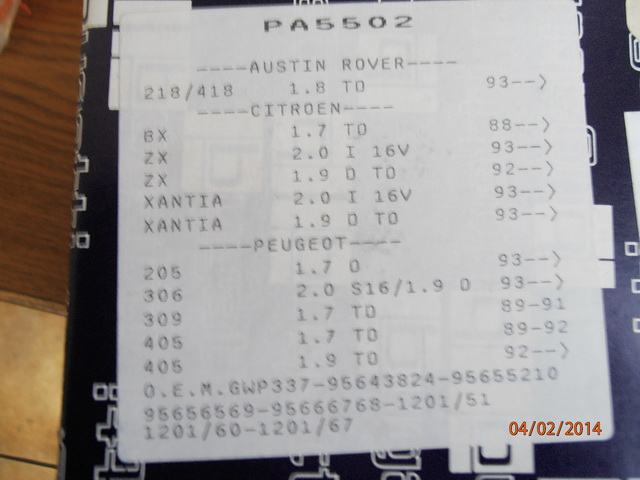 PA5502
----AUSTIN ROVER----
218/418 1.8 TD 93-->
----CITROEN----
BX 1.7 TD 88-->
ZX 2.0 I 16V 93-->
ZX 1.9 D TD 92-->
XANTIA 2.0 I 16V 93-->
XANTIA 1.9 D TD 93-->
----PEUGEOT----
205 1.7 D 93-->
306 2.0 S16/1.9 D 93-->
309 1.7 TD 89-91
405 1.7 TD 89-92
405 1.9 TD 92-->
O.E.M.GWP337-95643824-95655210
95656569-95666768-1201/51
1201/60-1201/67
04/02/2014